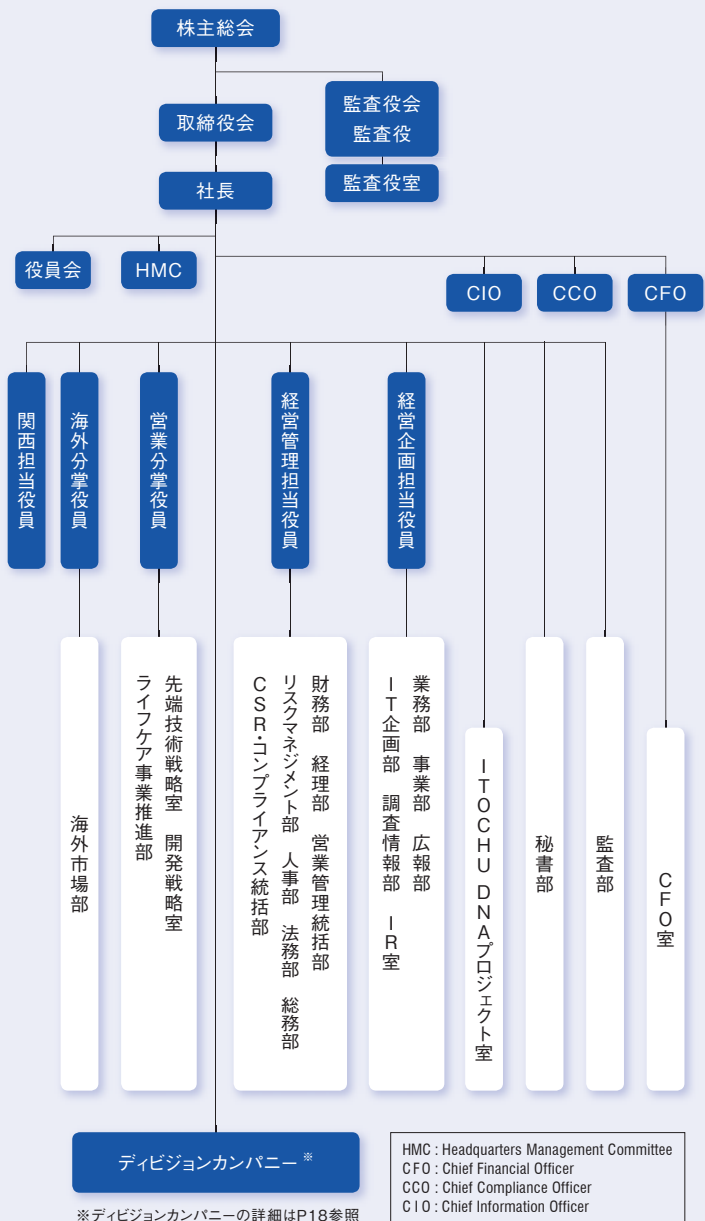 株主総会
取締役会
監査役会
監査役
監査役室
社長
役員会
HMC
CIO
CCO
CFO
関西担当役員
海外分掌役員
営業分掌役員
経営管理担当役員
経営企画担当役員
海外市場部
先端技術戦略室 開発戦略室
ライフケア事業推進部
財務部 経理部 営業管理統括部
リスクマネジメント部 人事部 法務部 総務部
CSR・コンプライアンス統括部
業務部 事業部 広報部
IT企画部 調査情報部 IR室
ITOCHU DNAプロジェクト室
秘書部
監査部
CFO室
ディビジョンカンパニー※
※ディビジョンカンパニーの詳細はP18参照
HMC : Headquarters Management Committee
CFO : Chief Financial Officer
CCO : Chief Compliance Officer
CIO : Chief Information Officer